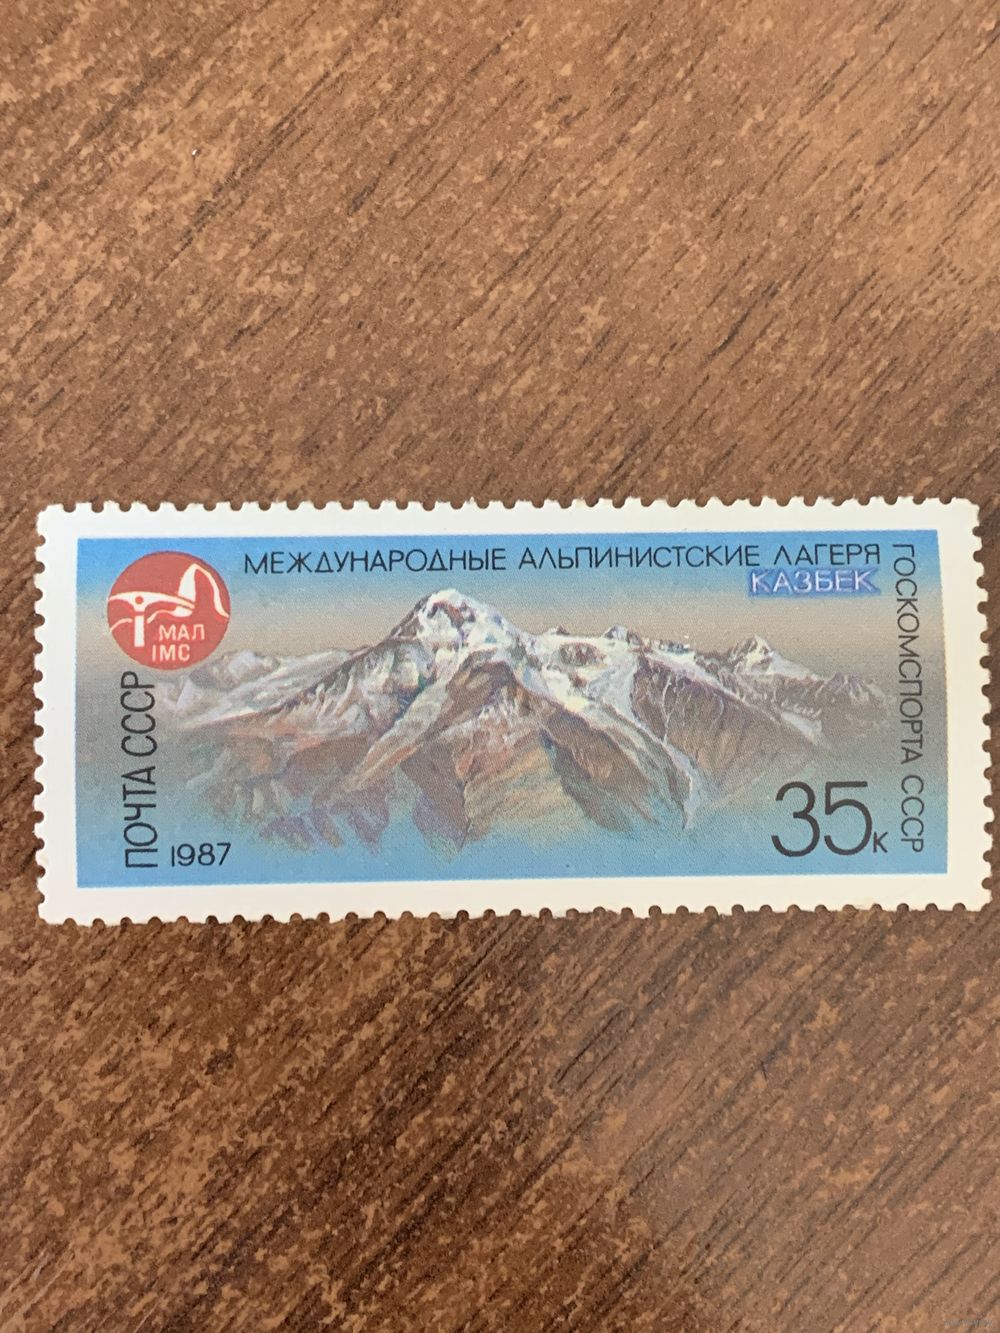 МЕЖДУНАРОДНЫЕ АЛЬПИНИСТСКИЕ ЛАГЕРЯ
КАЗБЕК
ГОСКОМСПОРТА СССР
МАЛ
IMC
ПОЧТА СССР
1987
35к